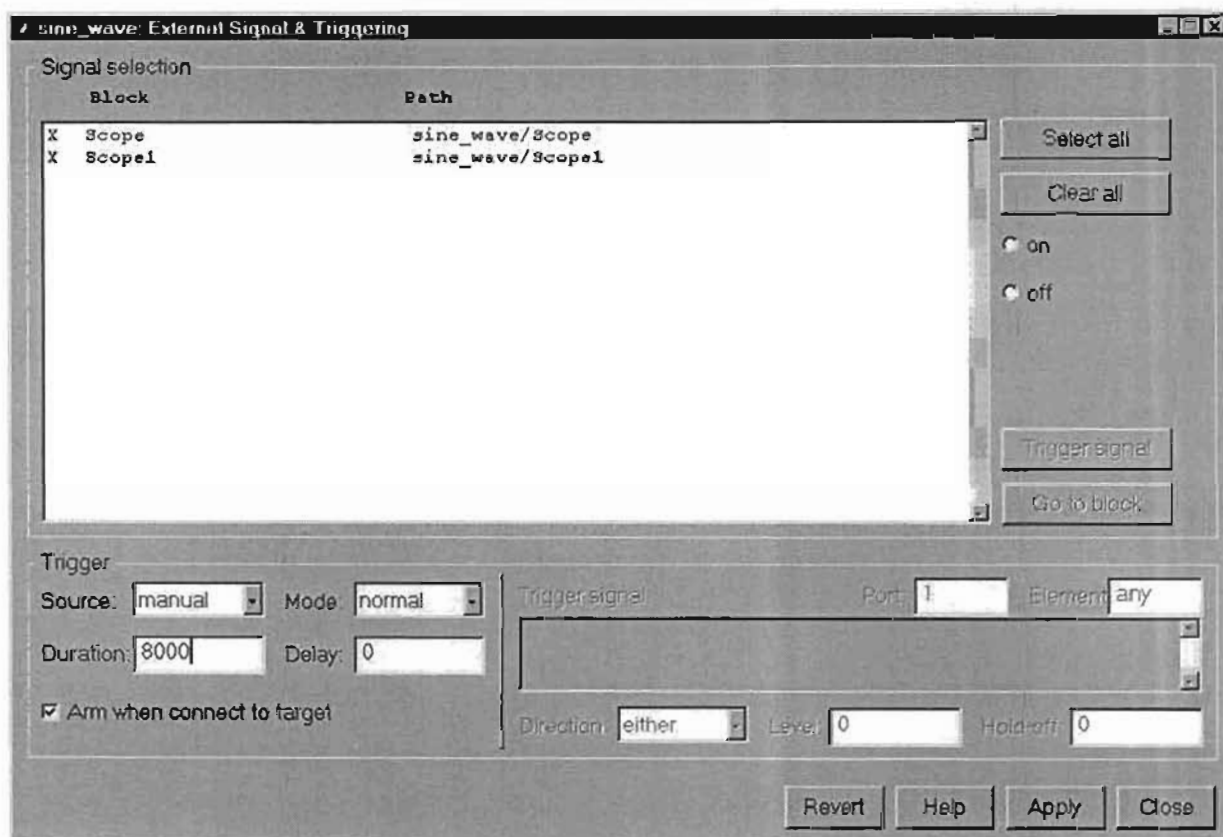 sine_wave: External Signal & Triggering
Signal selection
Block Path
X Scope sine_wave/Scope
X Scope1 sine_wave/Scope1
Select all
Clear all
on
off
Trigger signal
Go to block
Trigger
Source: manual Mode: normal
Duration: 8000 Delay: 0
Arm when connect to target
Trigger signal Port: 1 Element: any
Direction: either Level: 0 Hold-off: 0
Revert Help Apply Close